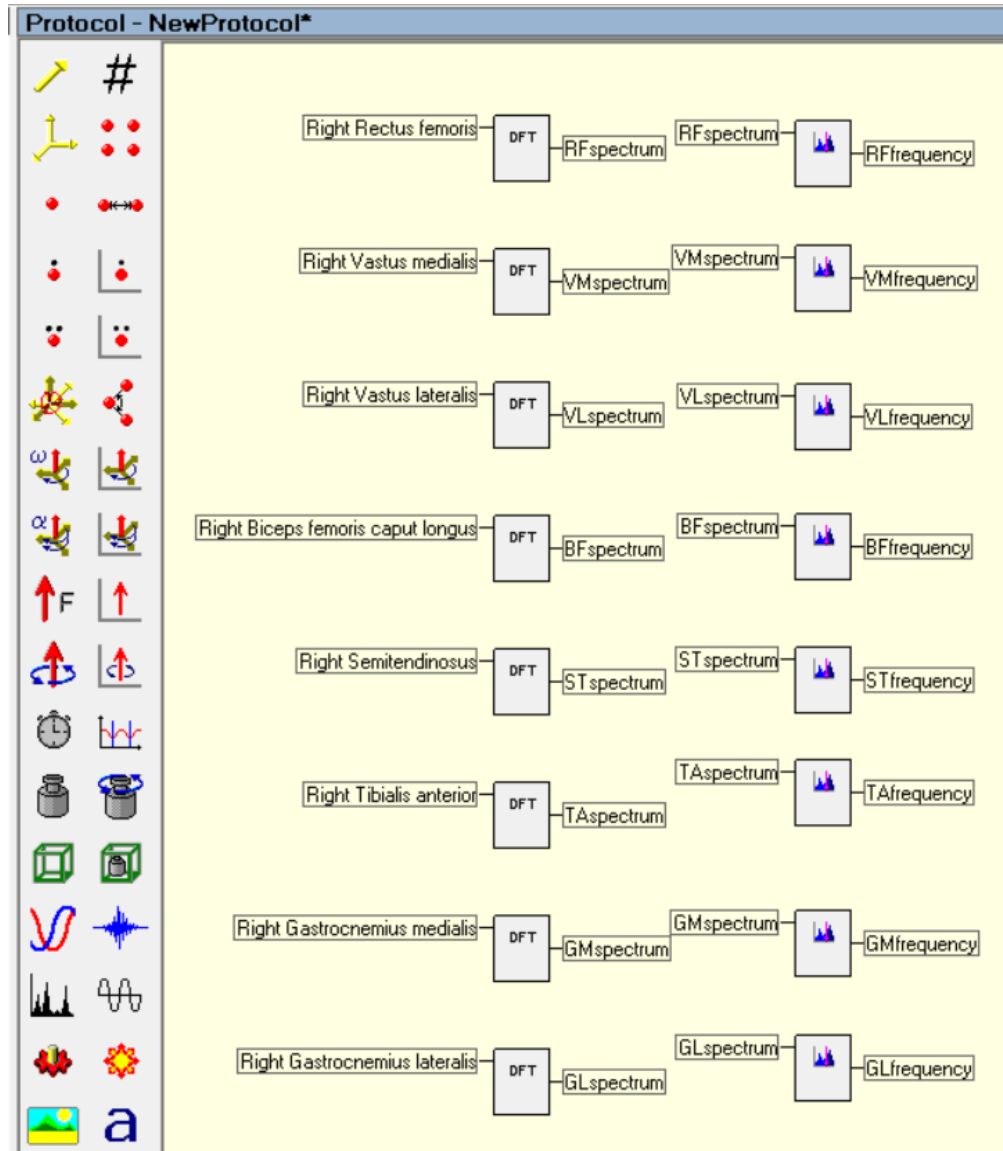 Protocol - NewProtocol*
#
Right Rectus femoris DFT RFspectrum RFspectrum RFfrequency
Right Vastus medialis DFT VMspectrum VMspectrum VMfrequency
Right Vastus lateralis DFT VLspectrum VLspectrum VLfrequency
ω
Right Biceps femoris caput longus DFT BFspectrum BFspectrum BFfrequency
α
F
Right Semitendinosus DFT STspectrum STspectrum STfrequency
Right Tibialis anterior DFT TAspectrum TAspectrum TAfrequency
Right Gastrocnemius medialis DFT GMspectrum GMspectrum GMfrequency
Right Gastrocnemius lateralis DFT GLspectrum GLspectrum GLfrequency
a